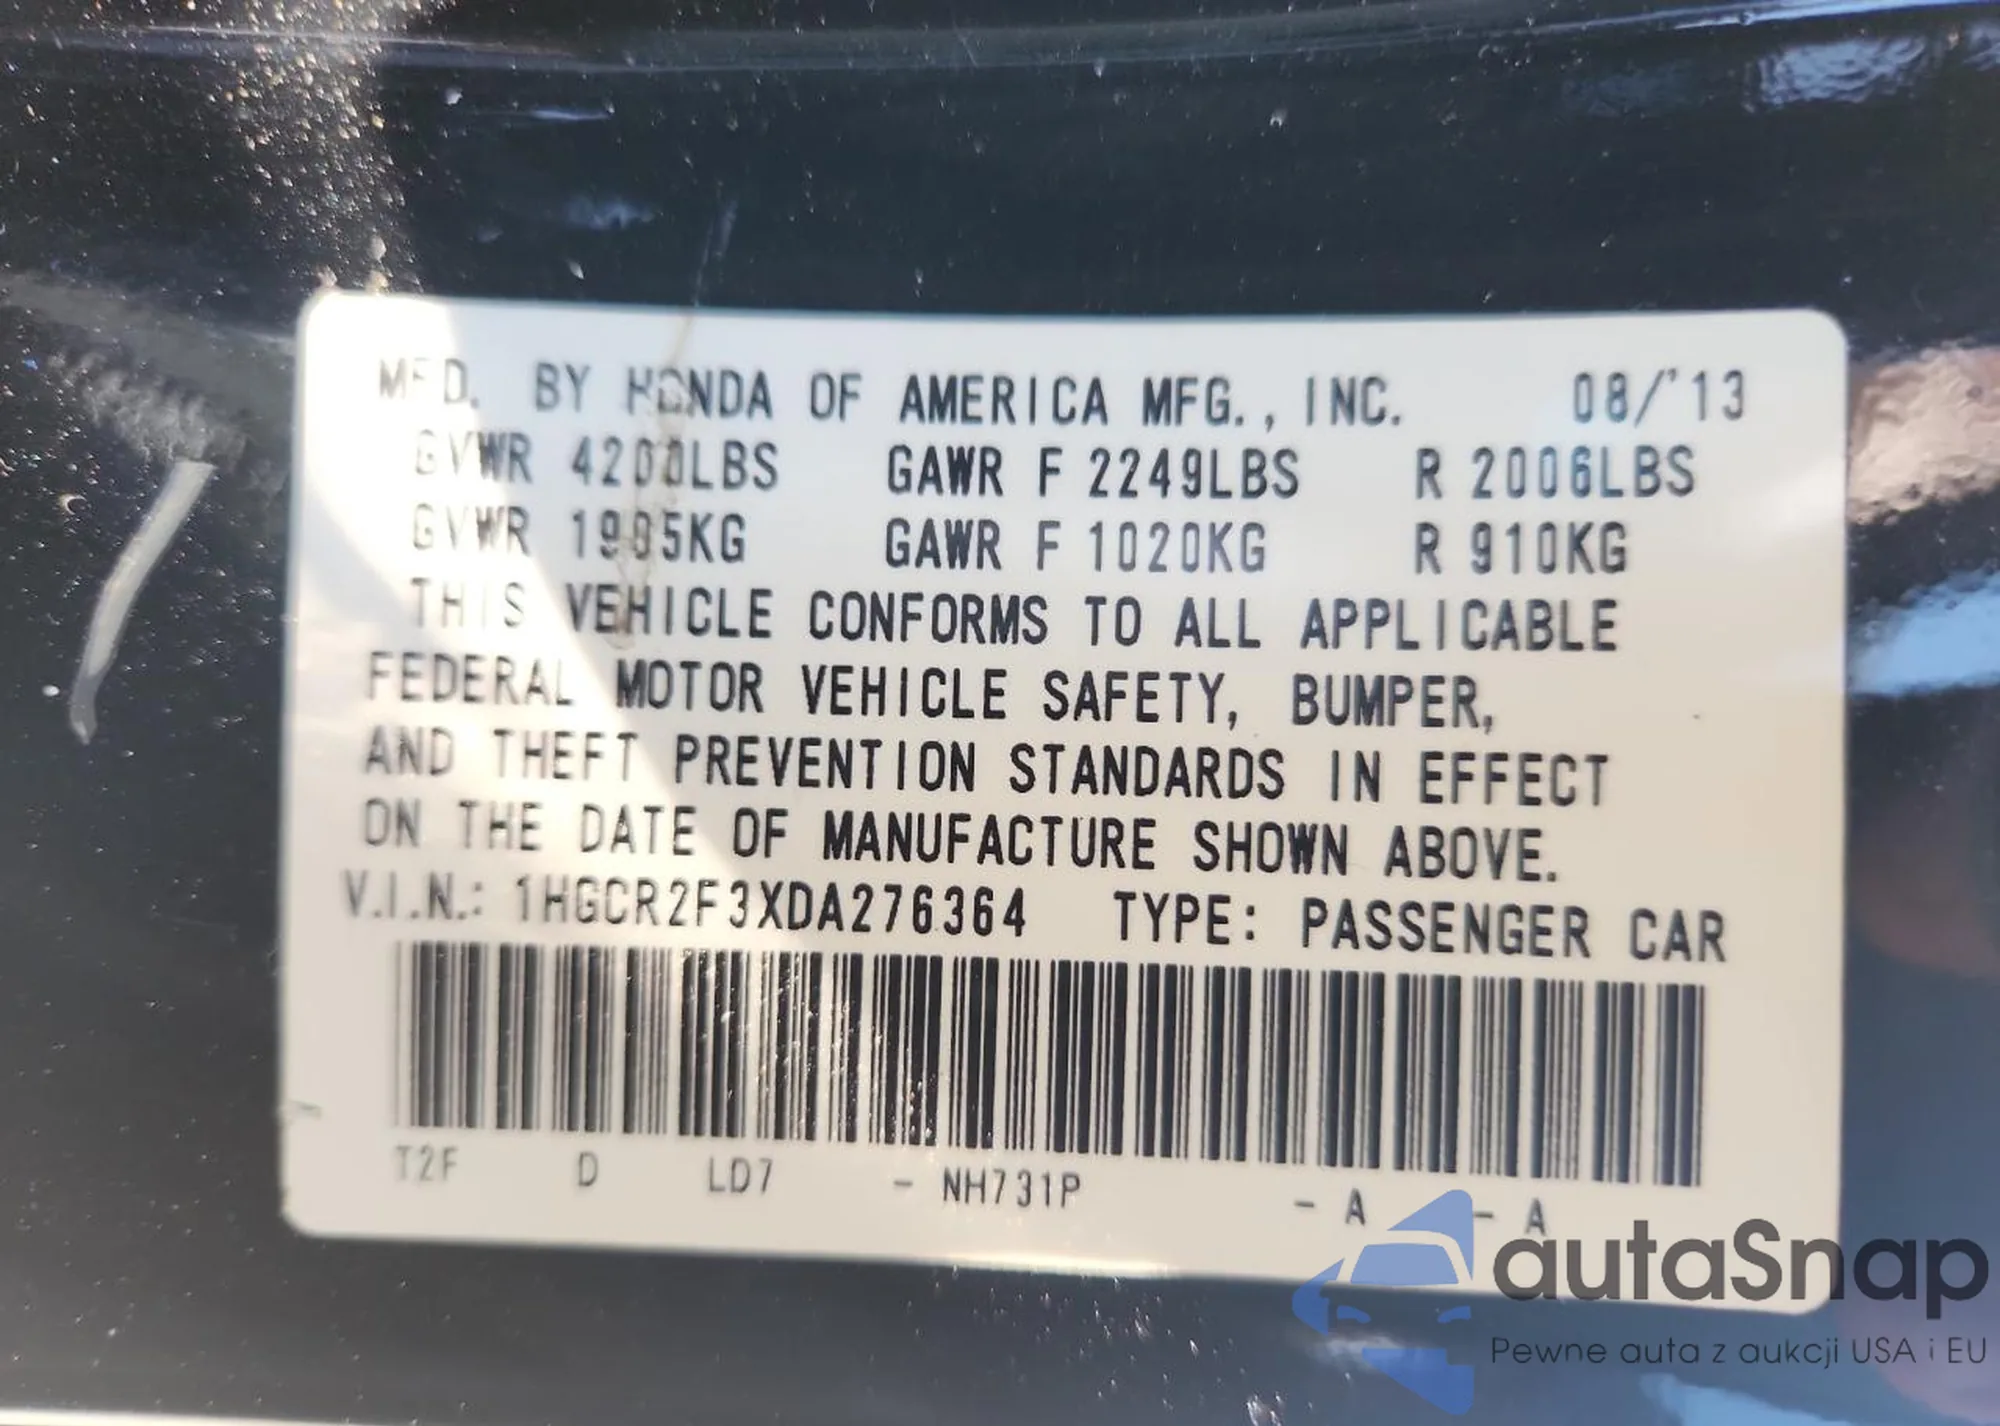 MFD. BY HONDA OF AMERICA MFG., INC. 08/'13
GVWR 4200LBS GAWR F 2249LBS R 2006LBS
GVWR 1905KG GAWR F 1020KG R 910KG
THIS VEHICLE CONFORMS TO ALL APPLICABLE
FEDERAL MOTOR VEHICLE SAFETY, BUMPER,
AND THEFT PREVENTION STANDARDS IN EFFECT
ON THE DATE OF MANUFACTURE SHOWN ABOVE.
V.I.N.: 1HGCR2F3XDA276364 TYPE: PASSENGER CAR
T2F D LD7 - NH731P - A - A
autaSnap
Pewne auta z aukcji USA i EU